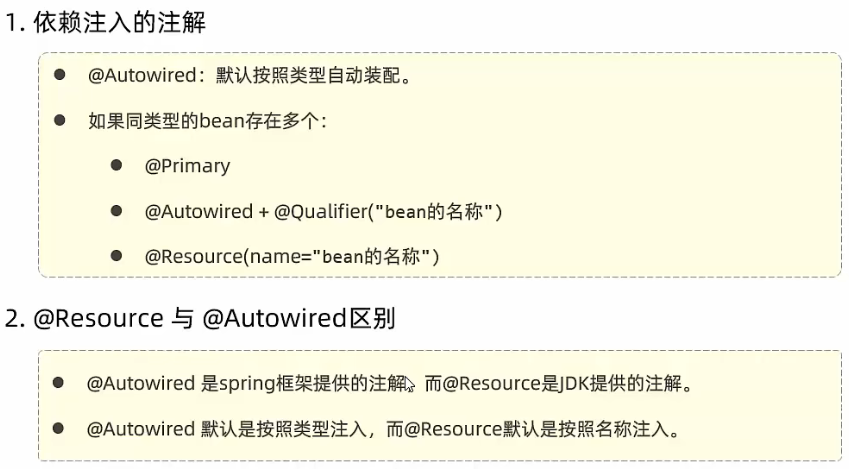 1. 依赖注入的注解
@Autowired：默认按照类型自动装配。
如果同类型的bean存在多个：
@Primary
@Autowired + @Qualifier("bean的名称")
@Resource(name="bean的名称")
2. @Resource 与 @Autowired区别
@Autowired 是spring框架提供的注解，而@Resource是JDK提供的注解。
@Autowired 默认是按照类型注入，而@Resource默认是按照名称注入。